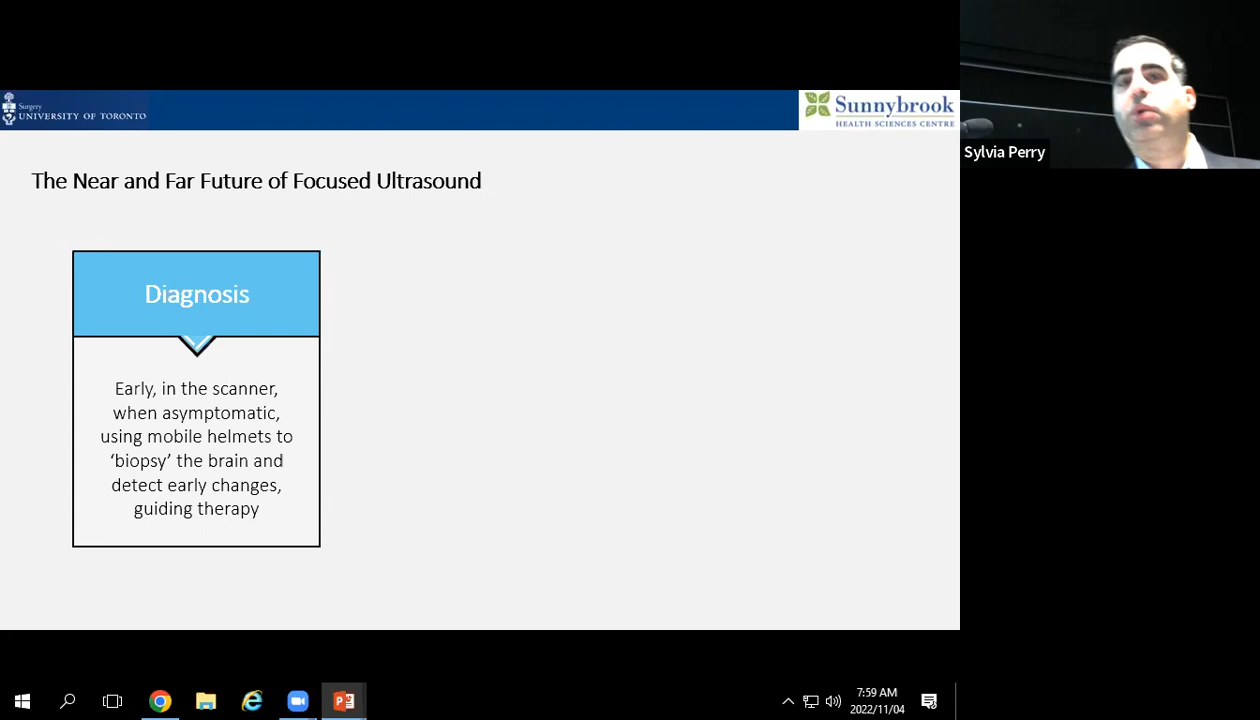 Surgery
UNIVERSITY OF TORONTO
Sunnybrook
HEALTH SCIENCES CENTRE
Sylvia Perry
The Near and Far Future of Focused Ultrasound
Diagnosis
Early, in the scanner,
when asymptomatic,
using mobile helmets to
‘biopsy’ the brain and
detect early changes,
guiding therapy
7:59 AM
2022/11/04